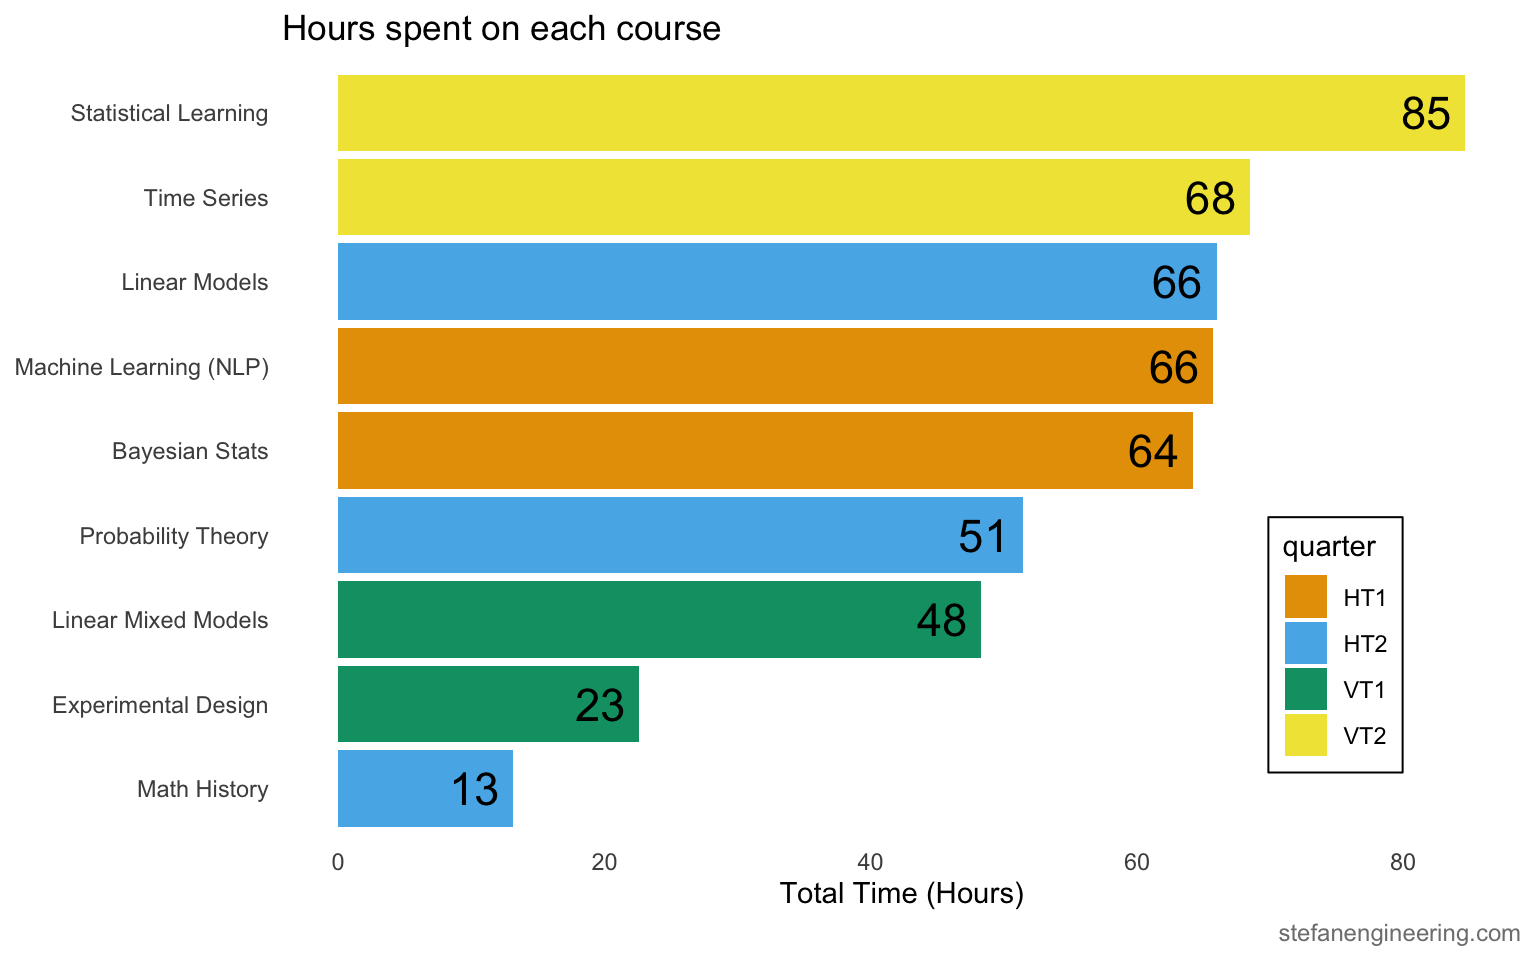 Hours spent on each course
Statistical Learning 85
Time Series 68
Linear Models 66
Machine Learning (NLP) 66
Bayesian Stats 64
Probability Theory 51
Linear Mixed Models 48
Experimental Design 23
Math History 13
quarter
HT1
HT2
VT1
VT2
0 20 40 60 80
Total Time (Hours)
stefanengineering.com